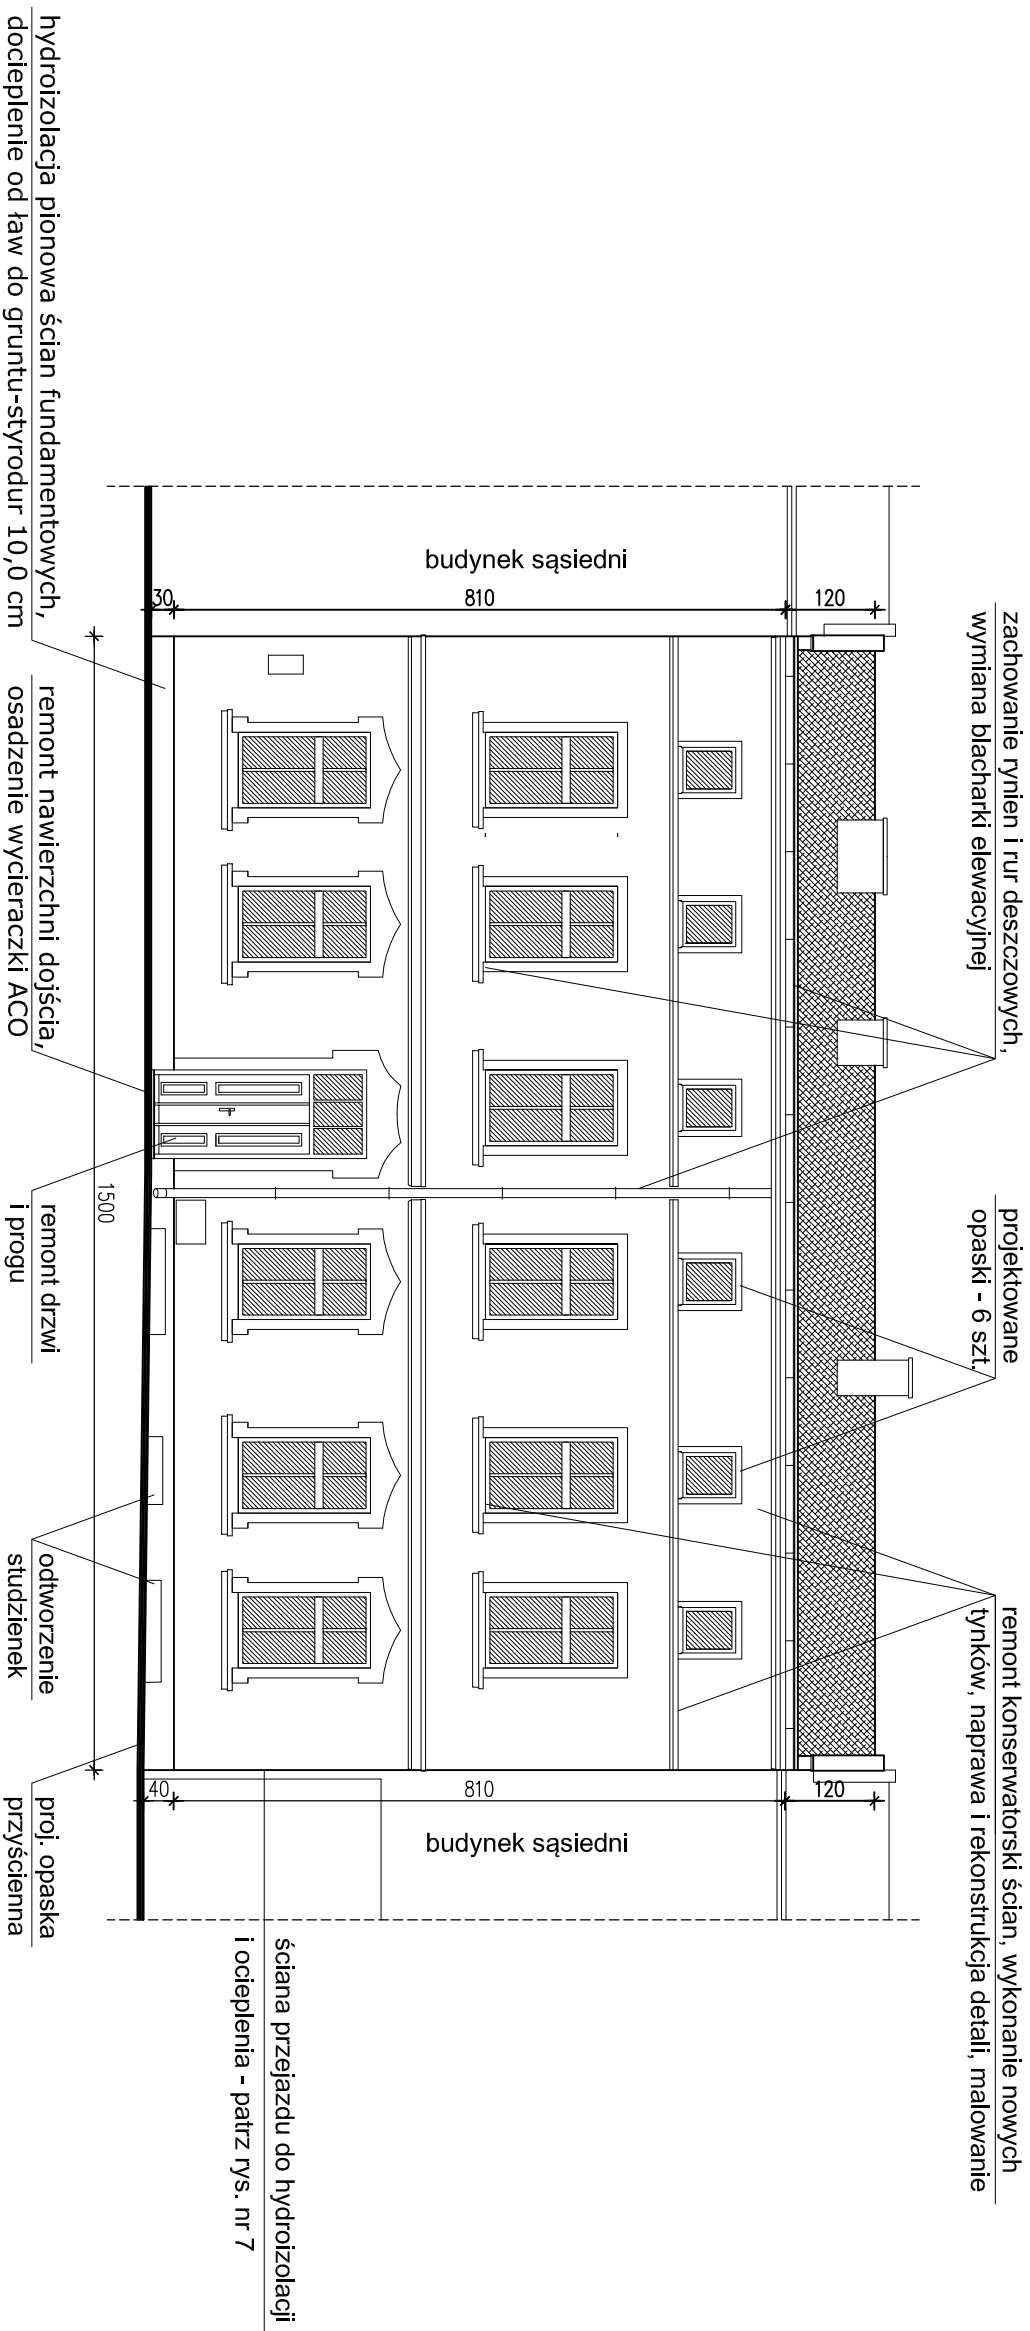 zachowanie rynien i rur deszczowych,
wymiana blacharki elewacyjnej
projektowane
opaski - 6 szt.
remont konserwatorski ścian, wykonanie nowych
tynków, naprawa i rekonstrukcja detali, malowanie
budynek sąsiedni
120
810
30
budynek sąsiedni
120
810
40
ściana przejazdu do hydroizolacji
i ocieplenia - patrz rys. nr 7
1500
hydroizolacja pionowa ścian fundamentowych,
docieplenie od ław do gruntu-styrodur 10,0 cm
remont nawierzchni dojścia,
osadzenie wycieraczki ACO
remont drzwi
i progu
odtworzenie
studzienek
proj. opaska
przyścienna